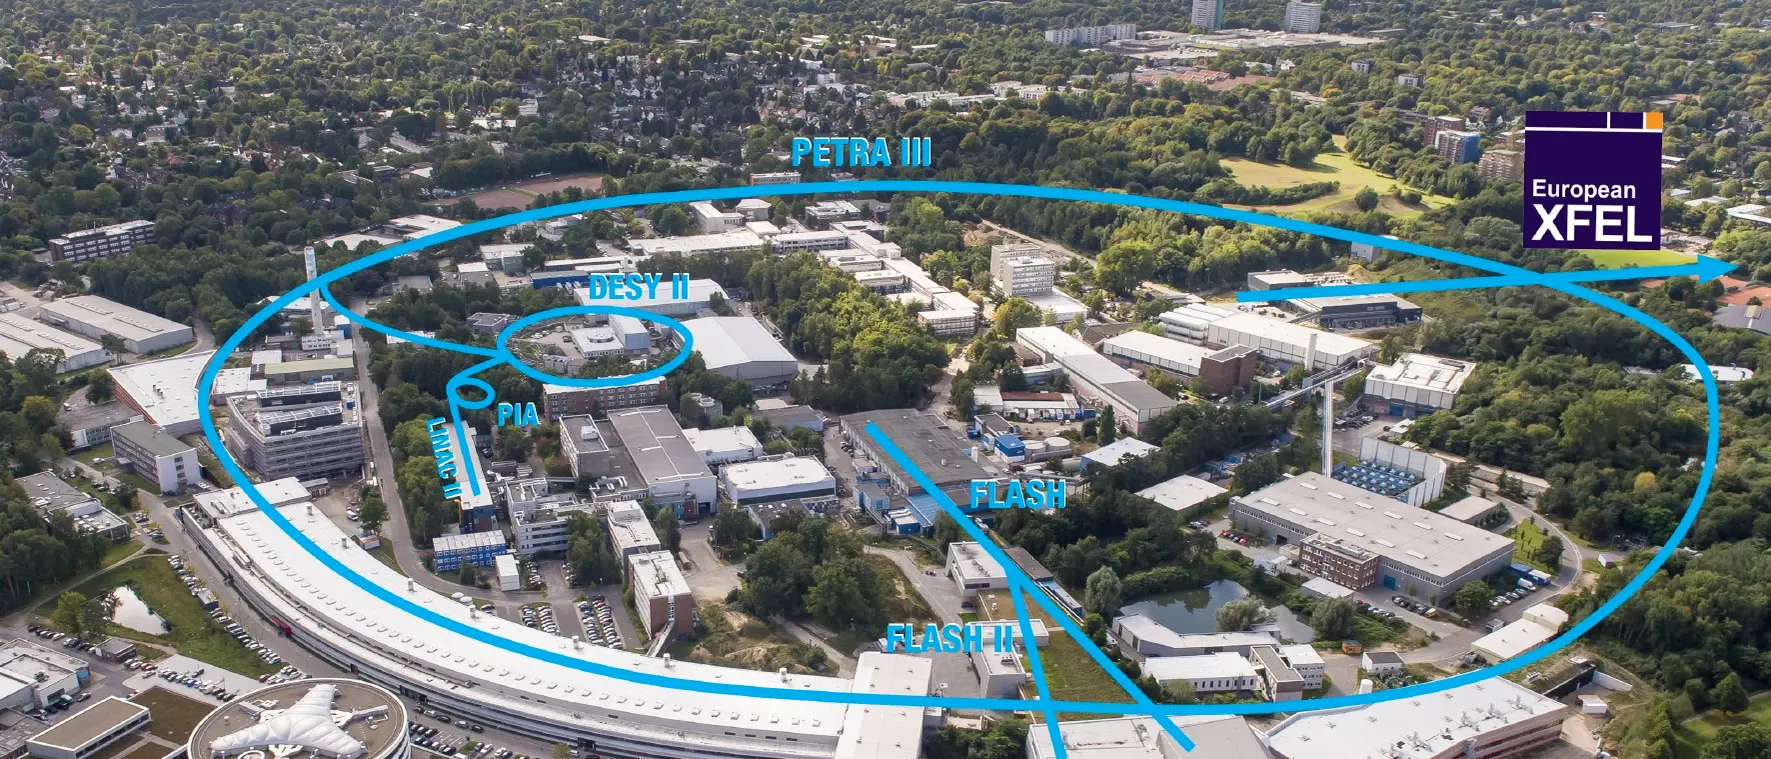 PETRA III
European
XFEL
DESY II
PIA
LINAC II
FLASH
FLASH II